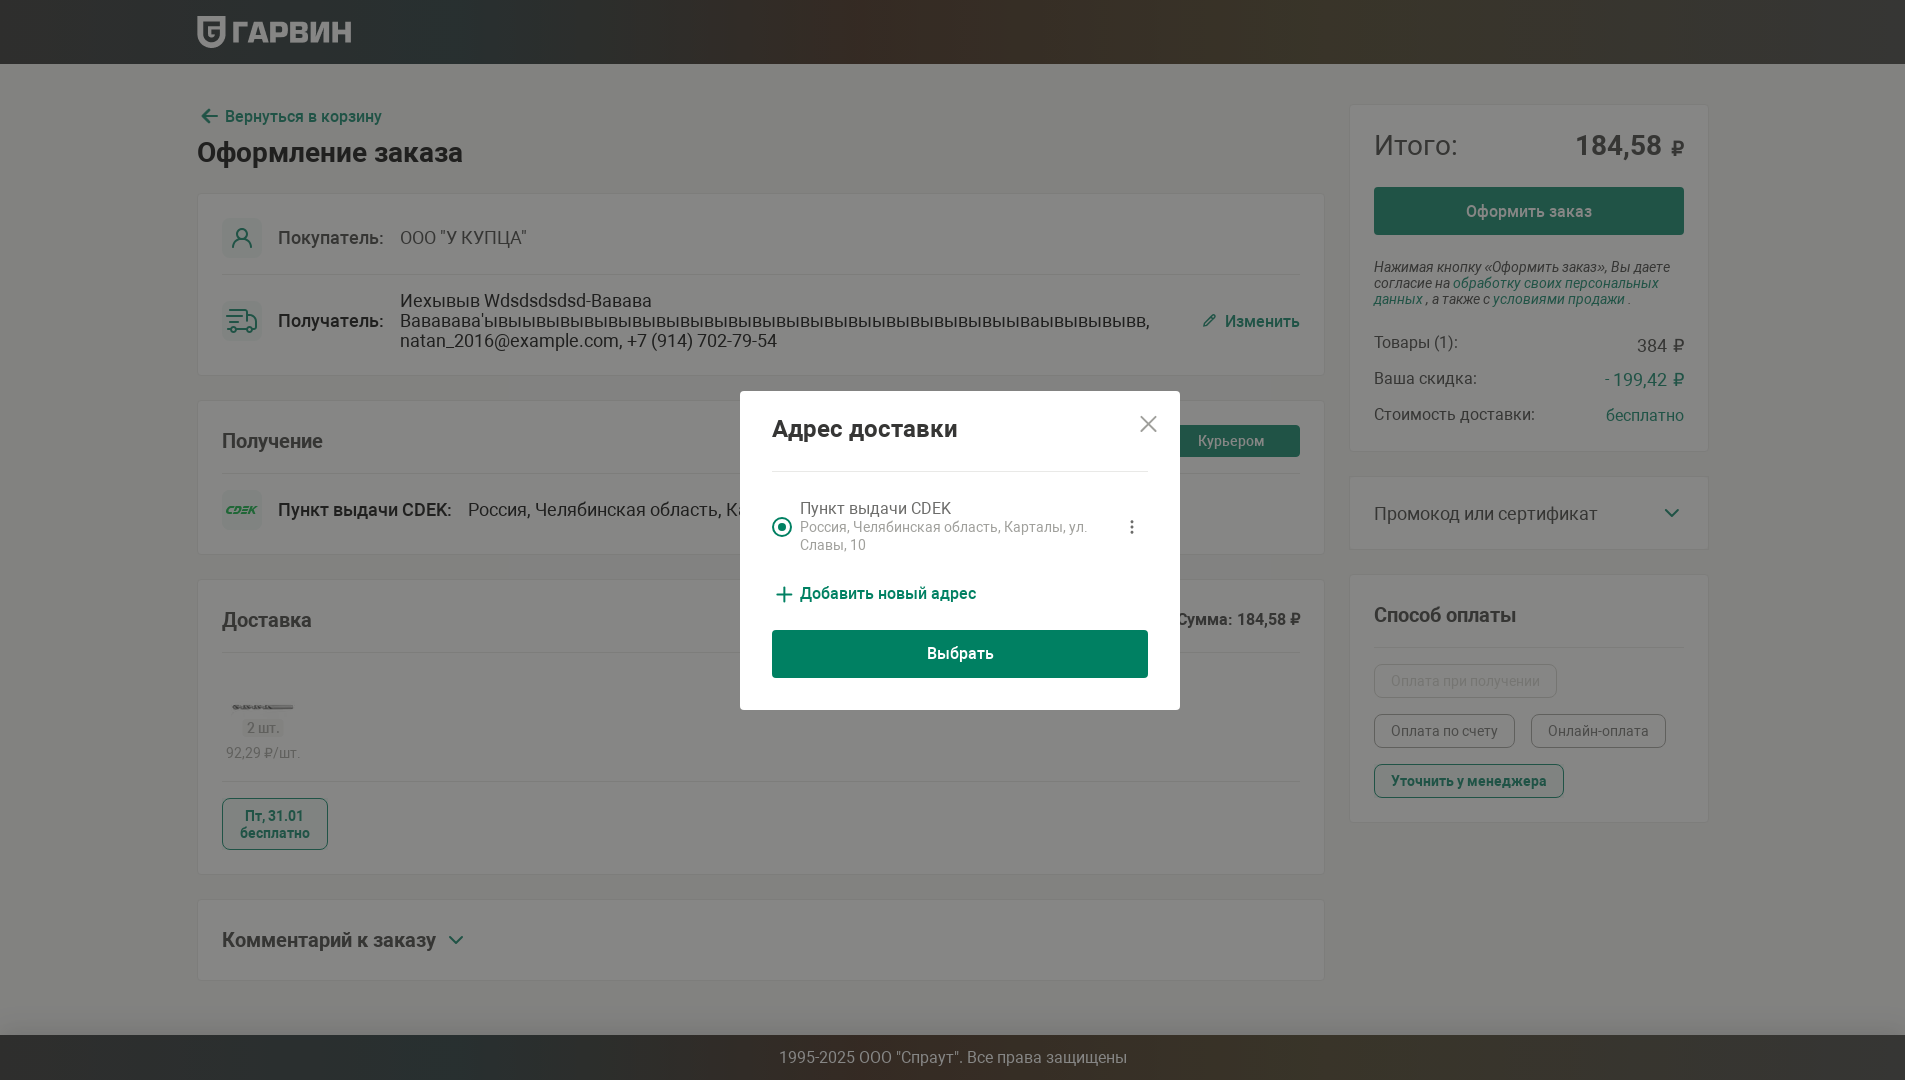 ГАРВИН
Вернуться в корзину
Оформление заказа
Покупатель: ООО "У КУПЦА"
Получатель:
Иехывыв Wdsdsdsdsd-Вавава
natan_2016@example.com, +7 (914) 702-79-54
Изменить
Получение
Курьером
CDEK
Пункт выдачи CDEK: Россия, Челябинская область, Ка
Доставка
Сумма: 184,58 ₽
2 шт.
92,29 ₽/шт.
Пт, 31.01
бесплатно
Комментарий к заказу
Адрес доставки
Пункт выдачи CDEK
Россия, Челябинская область, Карталы, ул.
Славы, 10
Добавить новый адрес
Выбрать
Итого: 184,58 ₽
Оформить заказ
Нажимая кнопку «Оформить заказ», Вы даете
согласие на обработку своих персональных
данных , а также с условиями продажи .
Товары (1): 384 ₽
Ваша скидка: - 199,42 ₽
Стоимость доставки: бесплатно
Промокод или сертификат
Способ оплаты
Оплата при получении
Оплата по счету
Онлайн-оплата
Уточнить у менеджера
1995-2025 ООО "Спраут". Все права защищены